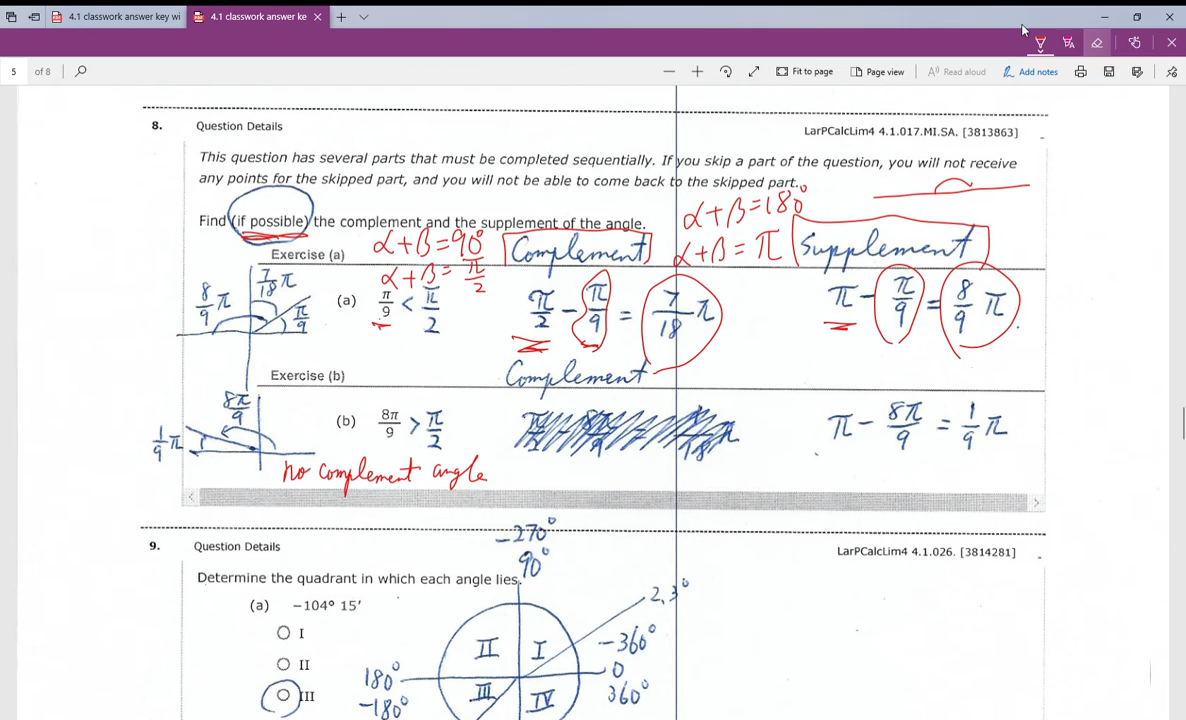 4.1 classwork answer key wi
4.1 classwork answer ke
5 of 8
Fit to page
Page view
Read aloud
Add notes
8. Question Details
LarPCalcLim4 4.1.017.MI.SA. [3813863]
This question has several parts that must be completed sequentially. If you skip a part of the question, you will not receive
any points for the skipped part, and you will not be able to come back to the skipped part.
α+β=180°
Find (if possible) the complement and the supplement of the angle.
Exercise (a)
α+β=90°
Complement
α+β=π
Supplement
α+β=π/2
8/9 π
7/18 π
π/9
(a) π/9 < π/2
π/2 − π/9 = 7/18 π
π − π/9 = 8/9 π
Complement
Exercise (b)
8π/9
1/9 π
(b) 8π/9 > π/2
π − 8π/9 = 1/9 π
no complement angle
9. Question Details
−270°
LarPCalcLim4 4.1.026. [3814281]
90°
Determine the quadrant in which each angle lies.
(a) −104° 15′
I
II
III
II
I
III
IV
−360°
0
360°
180°
−180°